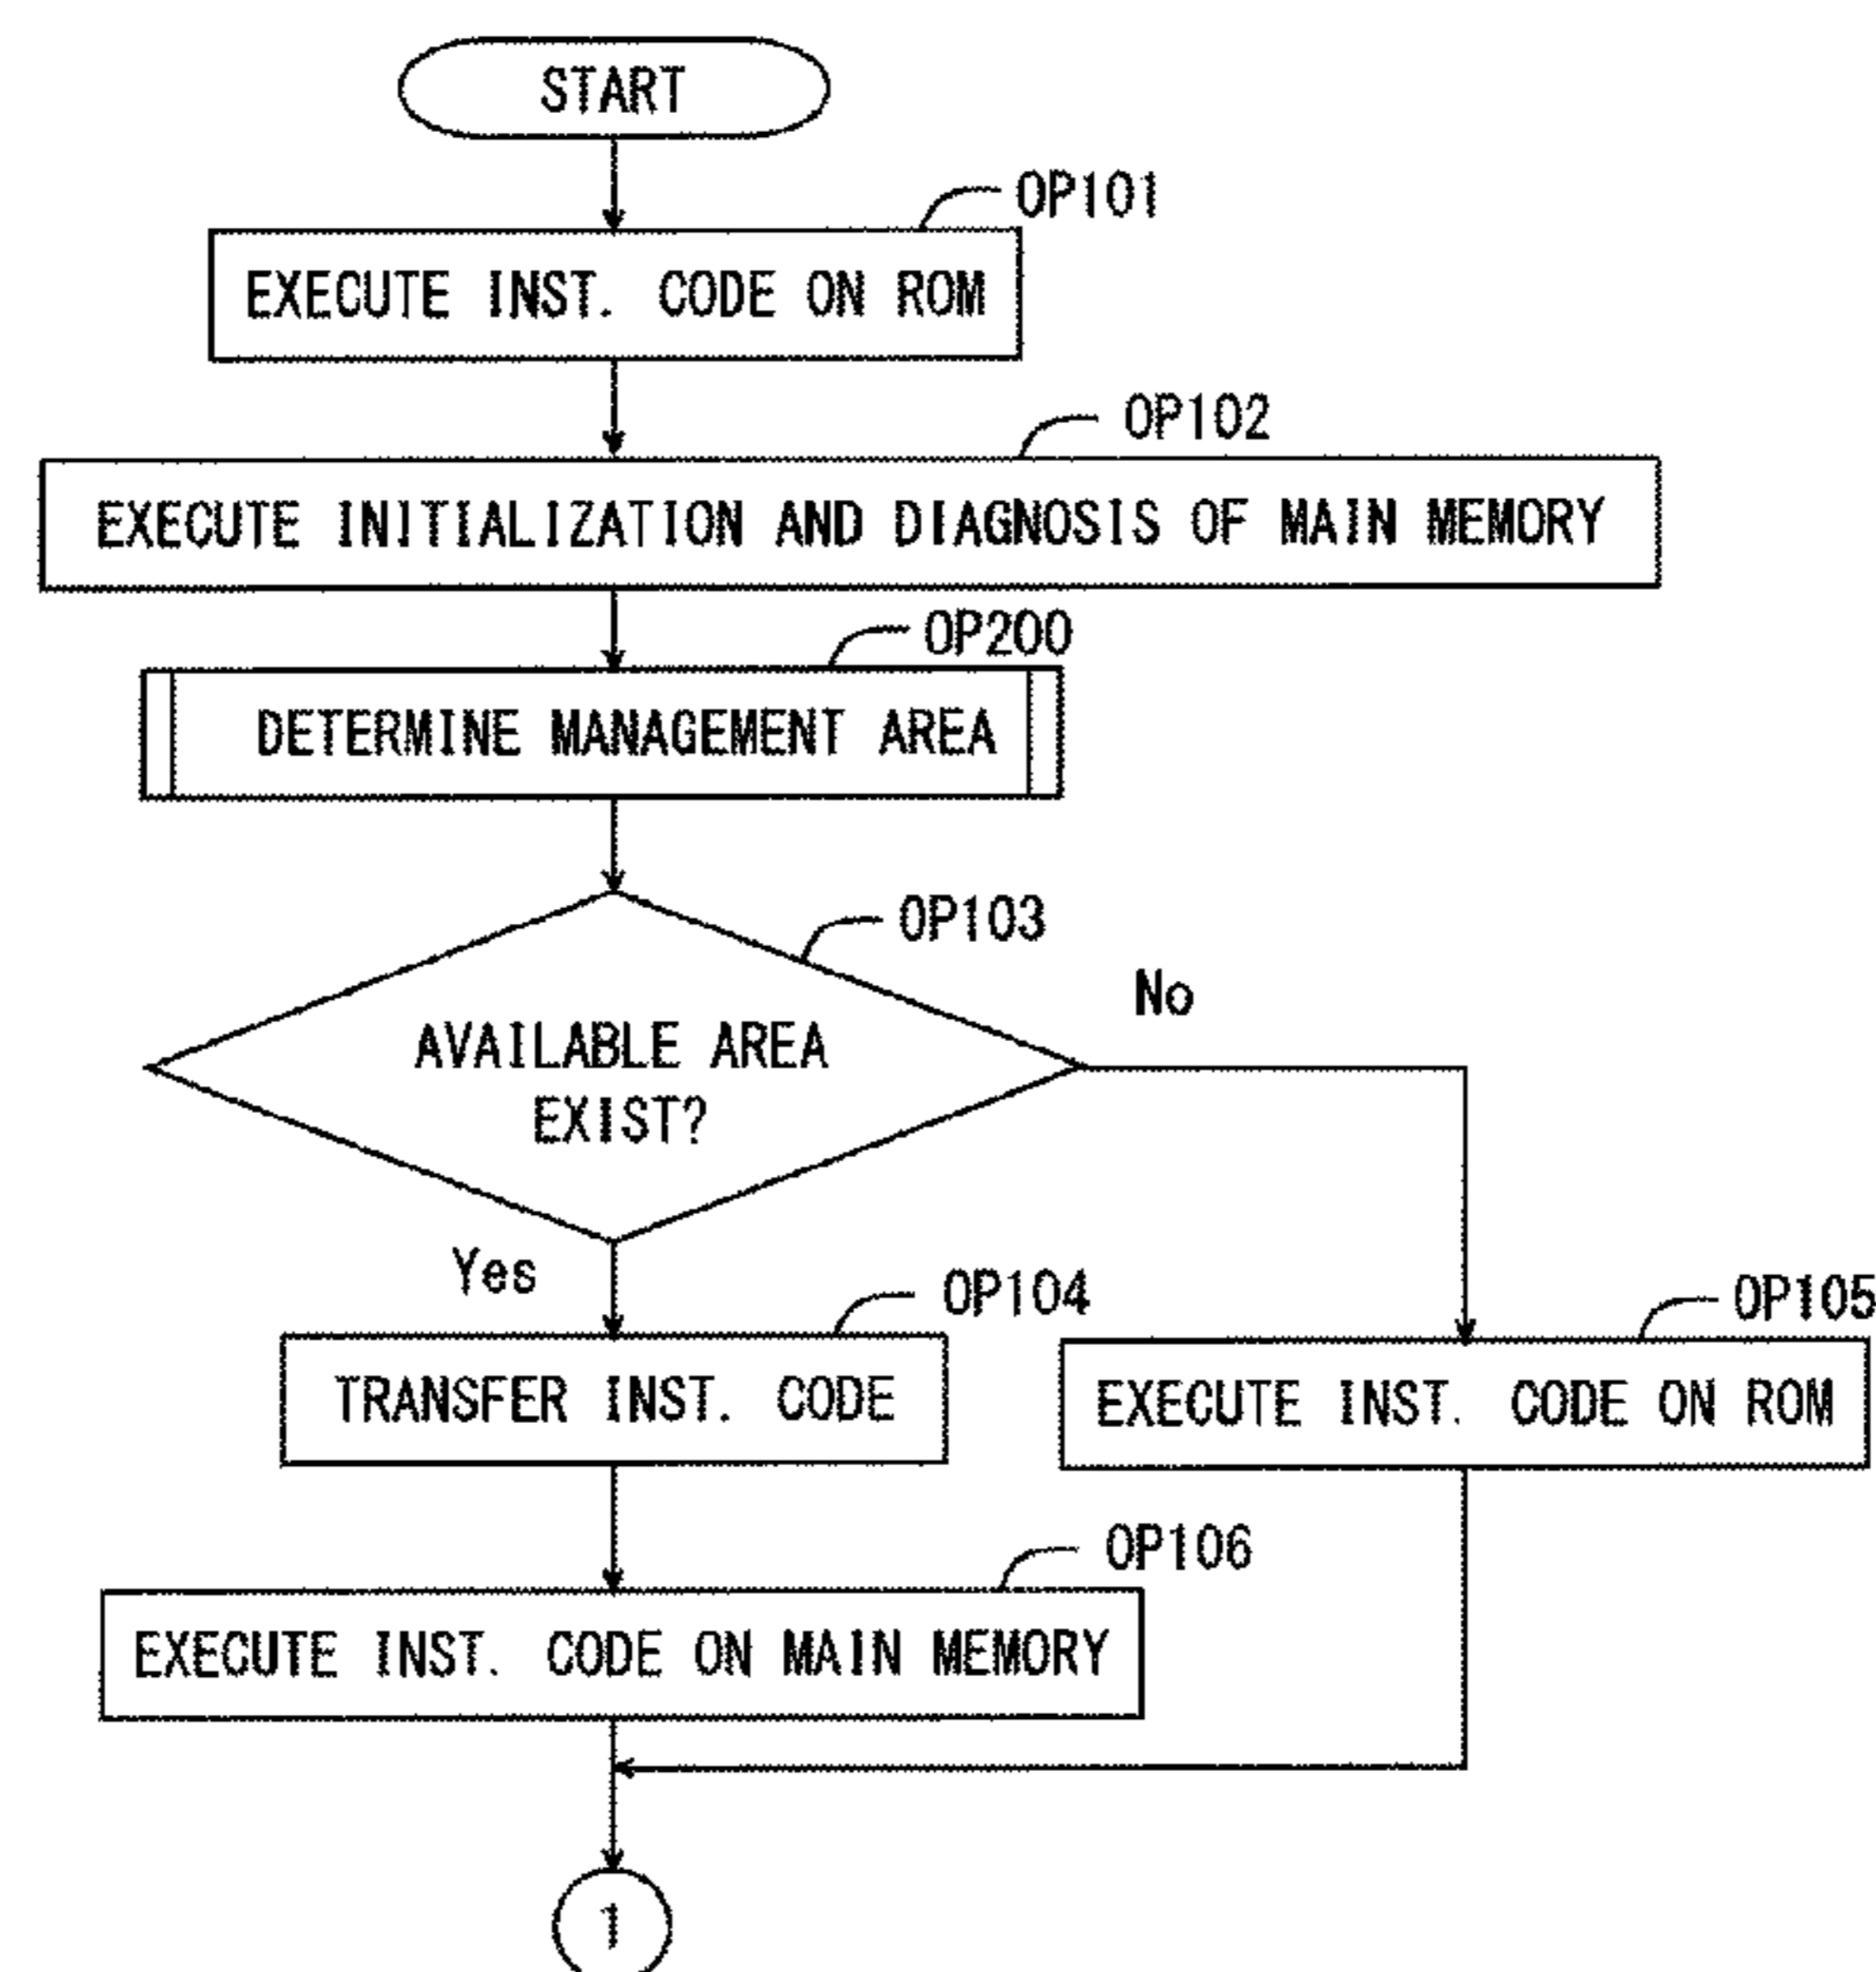 START
OP101
EXECUTE INST. CODE ON ROM
OP102
EXECUTE INITIALIZATION AND DIAGNOSIS OF MAIN MEMORY
OP200
DETERMINE MANAGEMENT AREA
OP103
No
AVAILABLE AREA
EXIST?
Yes
OP104
OP105
TRANSFER INST. CODE
EXECUTE INST. CODE ON ROM
OP106
EXECUTE INST. CODE ON MAIN MEMORY
1